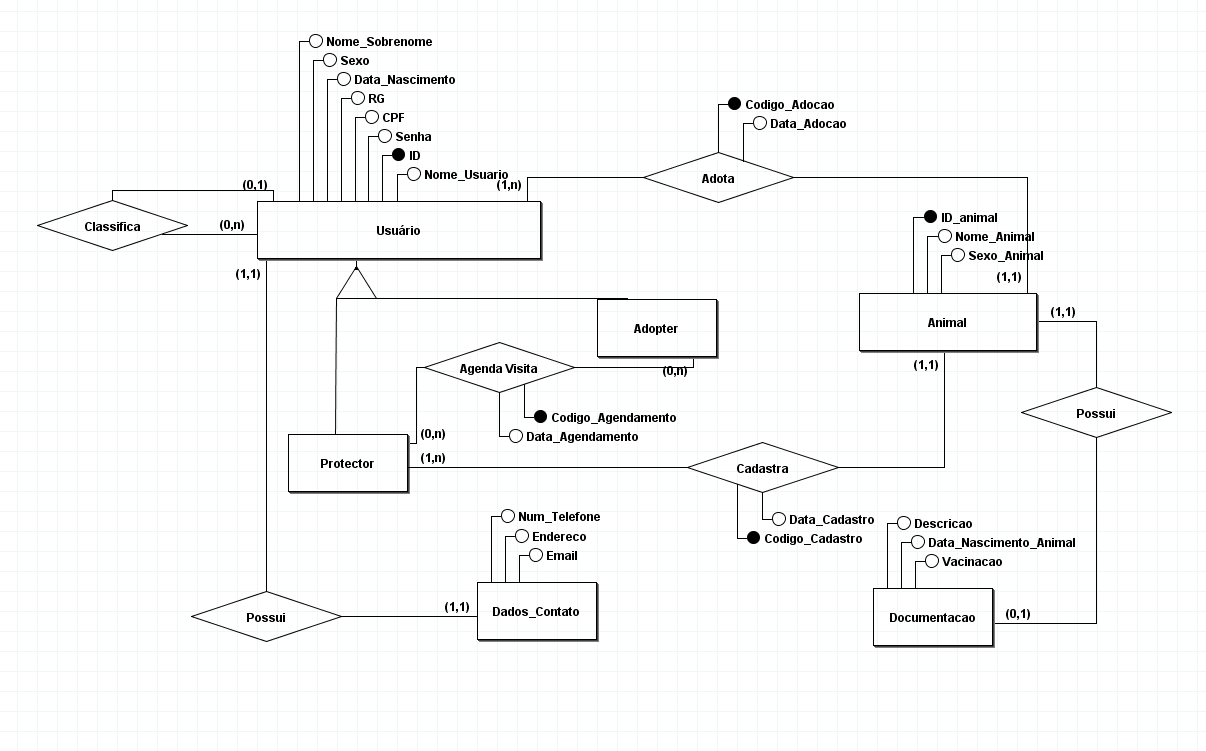 Nome_Sobrenome
Sexo
Data_Nascimento
RG
CPF
Senha
ID
Nome_Usuario
(1,n)
(0,1)
(0,n)
Classifica
Usuário
(1,1)
Codigo_Adocao
Data_Adocao
Adota
ID_animal
Nome_Animal
Sexo_Animal
(1,1)
Animal
(1,1)
(1,1)
Adopter
(0,n)
Agenda Visita
Codigo_Agendamento
Data_Agendamento
(0,n)
(1,n)
Protector
Possui
Cadastra
Data_Cadastro
Codigo_Cadastro
Num_Telefone
Endereco
Email
Dados_Contato
(1,1)
Possui
Descricao
Data_Nascimento_Animal
Vacinacao
Documentacao
(0,1)